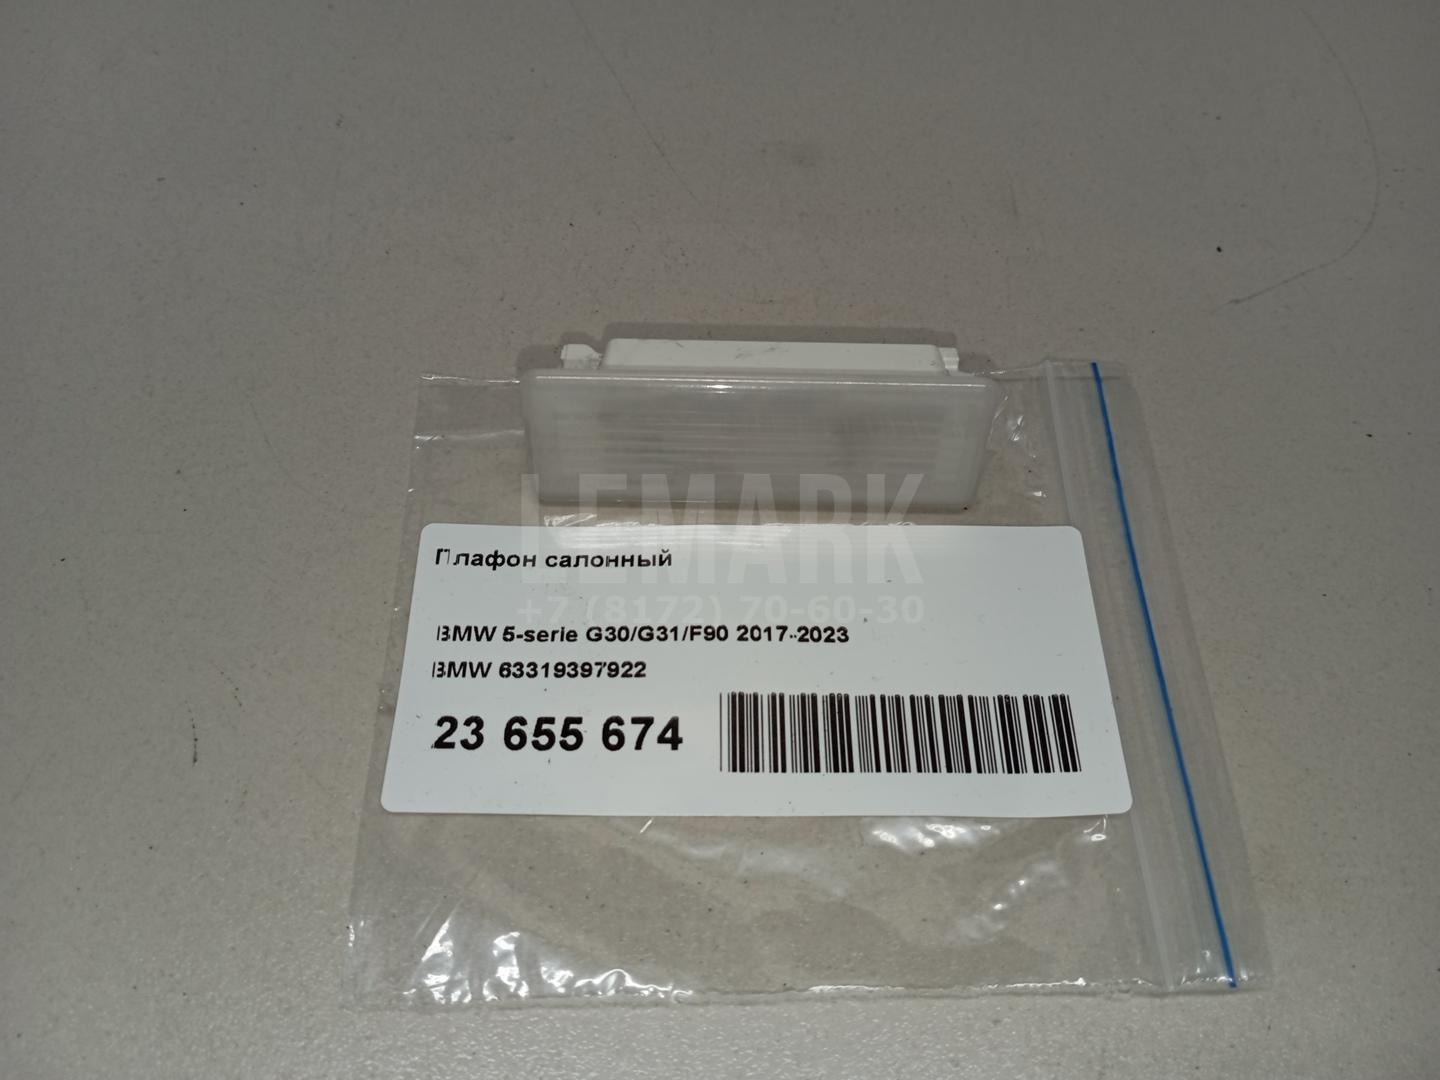 LEMARK
+7 (8172) 70-60-30
Плафон салонный
BMW 5-serie G30/G31/F90 2017-2023
BMW 63319397922
23 655 674